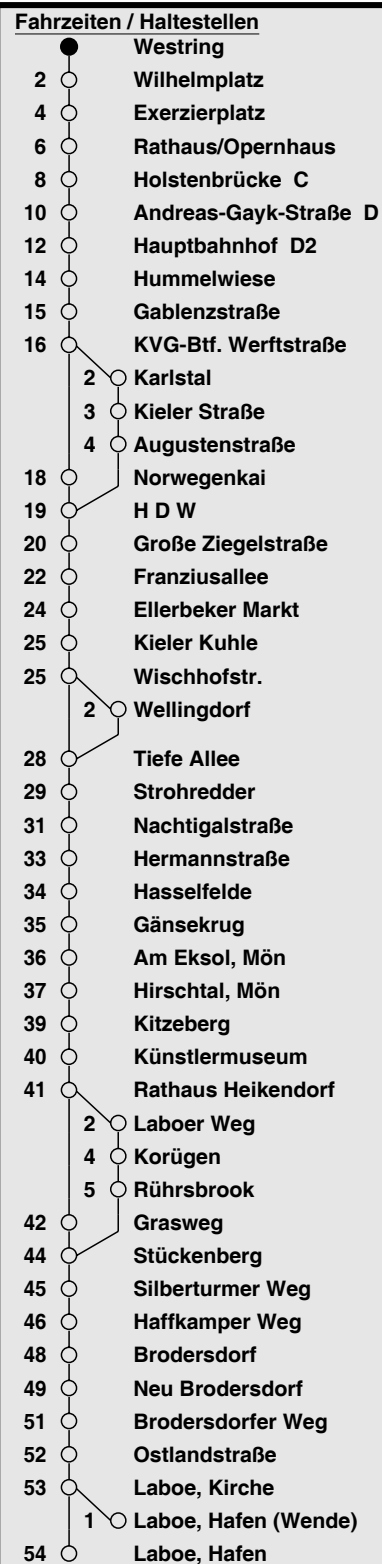 Fahrzeiten / Haltestellen
Westring
2 Wilhelmplatz
4 Exerzierplatz
6 Rathaus/Opernhaus
8 Holstenbrücke C
10 Andreas-Gayk-Straße D
12 Hauptbahnhof D2
14 Hummelwiese
15 Gablenzstraße
16 KVG-Btf. Werftstraße
2 Karlstal
3 Kieler Straße
4 Augustenstraße
18 Norwegenkai
19 H D W
20 Große Ziegelstraße
22 Franziusallee
24 Ellerbeker Markt
25 Kieler Kuhle
25 Wischhofstr.
2 Wellingdorf
28 Tiefe Allee
29 Strohredder
31 Nachtigalstraße
33 Hermannstraße
34 Hasselfelde
35 Gänsekrug
36 Am Eksol, Mön
37 Hirschtal, Mön
39 Kitzeberg
40 Künstlermuseum
41 Rathaus Heikendorf
2 Laboer Weg
4 Korügen
5 Rührsbrook
42 Grasweg
44 Stückenberg
45 Silberturmer Weg
46 Haffkamper Weg
48 Brodersdorf
49 Neu Brodersdorf
51 Brodersdorfer Weg
52 Ostlandstraße
53 Laboe, Kirche
1 Laboe, Hafen (Wende)
54 Laboe, Hafen